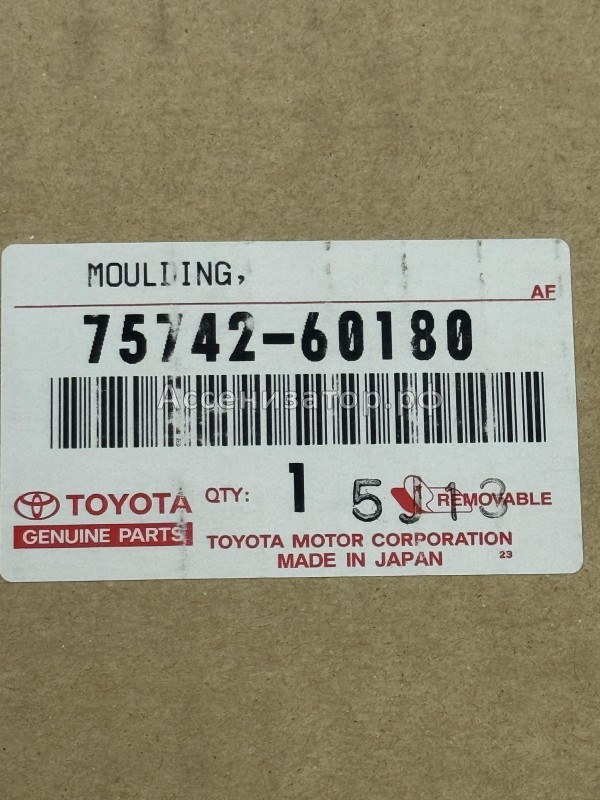 MOULDING,
AF
75742-60180
Ассенизатор.рф
TOYOTA QTY: 1 5J13 REMOVABLE
GENUINE PARTS TOYOTA MOTOR CORPORATION
MADE IN JAPAN 23